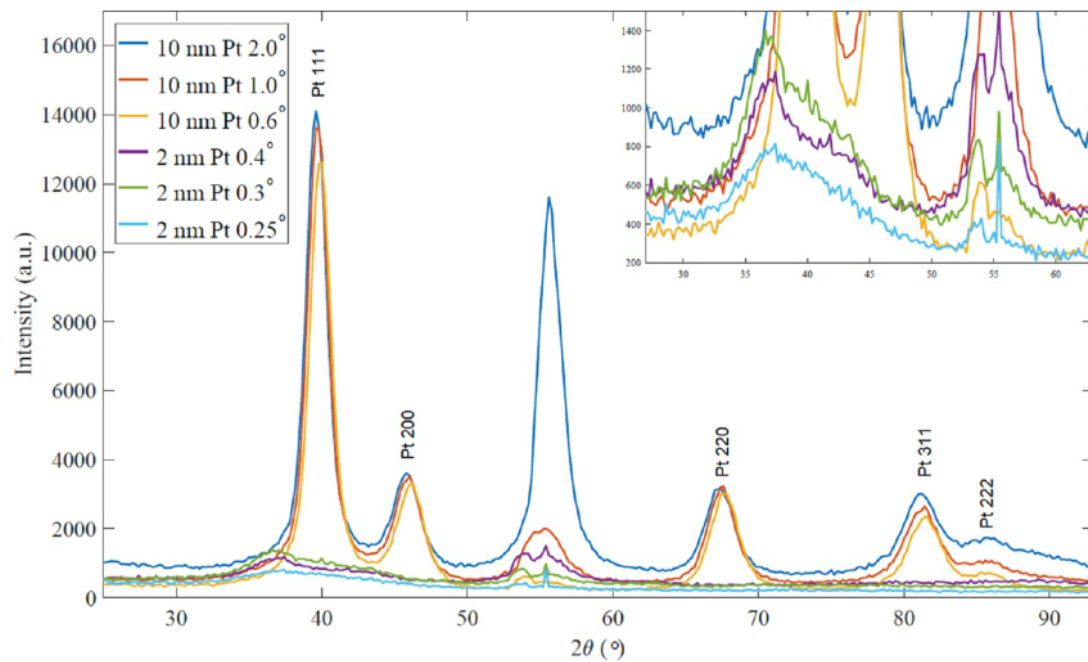 10 nm Pt 2.0°
10 nm Pt 1.0°
10 nm Pt 0.6°
2 nm Pt 0.4°
2 nm Pt 0.3°
2 nm Pt 0.25°
Pt 111
Pt 200
Pt 220
Pt 311
Pt 222
Intensity (a.u.)
16000
14000
12000
10000
8000
6000
4000
2000
0
30 40 50 60 70 80 90
2θ (°)
1400
1200
1000
800
600
400
200
30 35 40 45 50 55 60